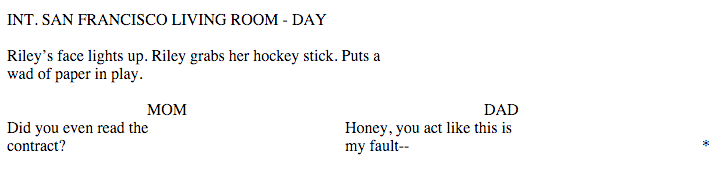 INT. SAN FRANCISCO LIVING ROOM - DAY
Riley’s face lights up. Riley grabs her hockey stick. Puts a
wad of paper in play.
MOM
Did you even read the
contract?
DAD
Honey, you act like this is
my fault--
*